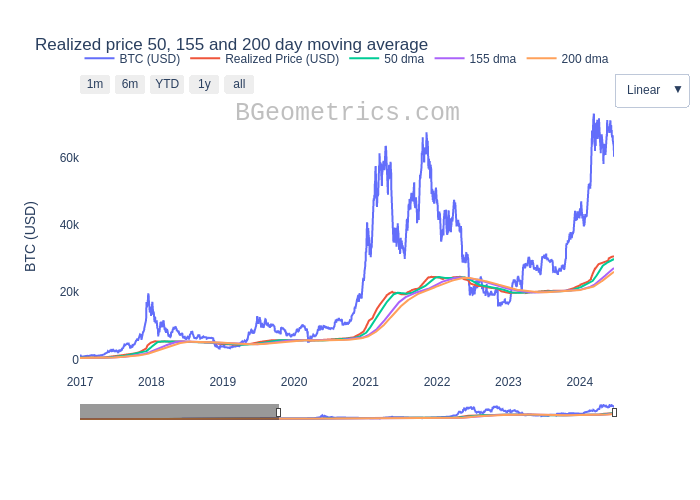 Realized price 50, 155 and 200 day moving average
BTC (USD) Realized Price (USD) 50 dma 155 dma 200 dma
1m 6m YTD 1y all
Linear ▼
BGeometrics.com
BTC (USD)
60k
40k
20k
0
2017 2018 2019 2020 2021 2022 2023 2024